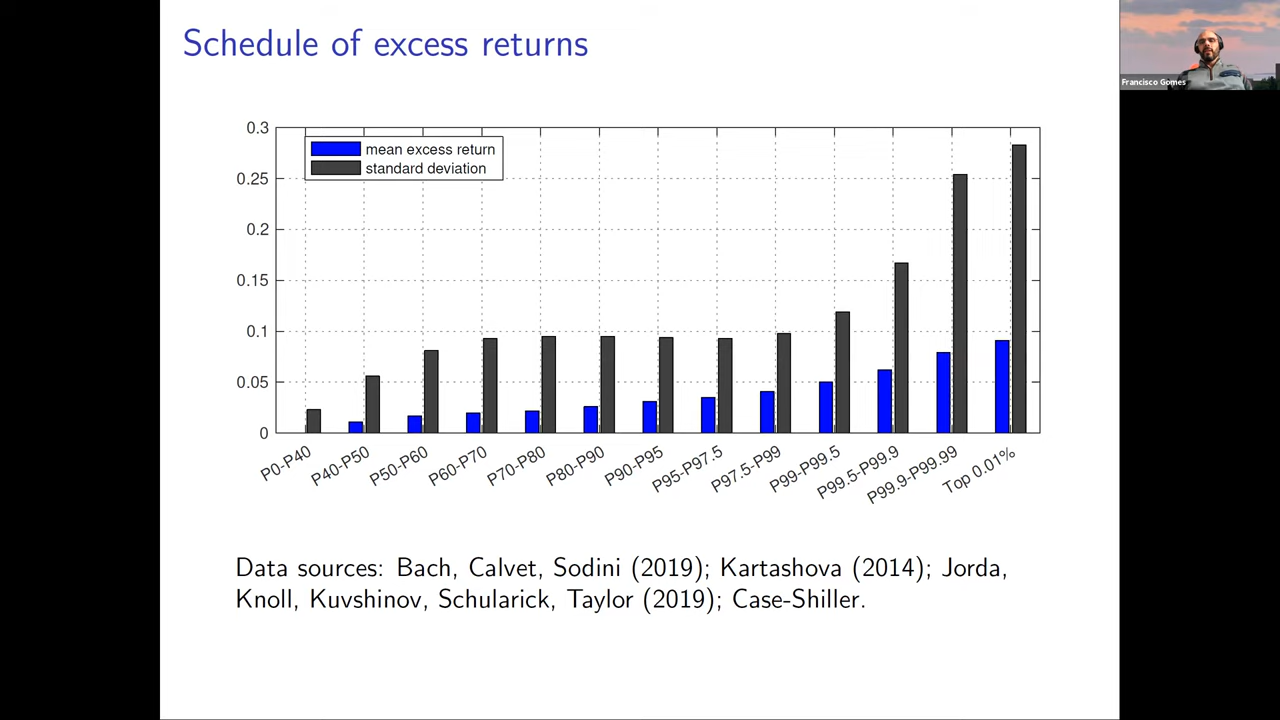 Schedule of excess returns
Francisco Gomes
0.3
mean excess return
standard deviation
0.25
0.2
0.15
0.1
0.05
0
P0-P40
P40-P50
P50-P60
P60-P70
P70-P80
P80-P90
P90-P95
P95-P97.5
P97.5-P99
P99-P99.5
P99.5-P99.9
P99.9-P99.99
Top 0.01%
Data sources: Bach, Calvet, Sodini (2019); Kartashova (2014); Jorda,
Knoll, Kuvshinov, Schularick, Taylor (2019); Case-Shiller.